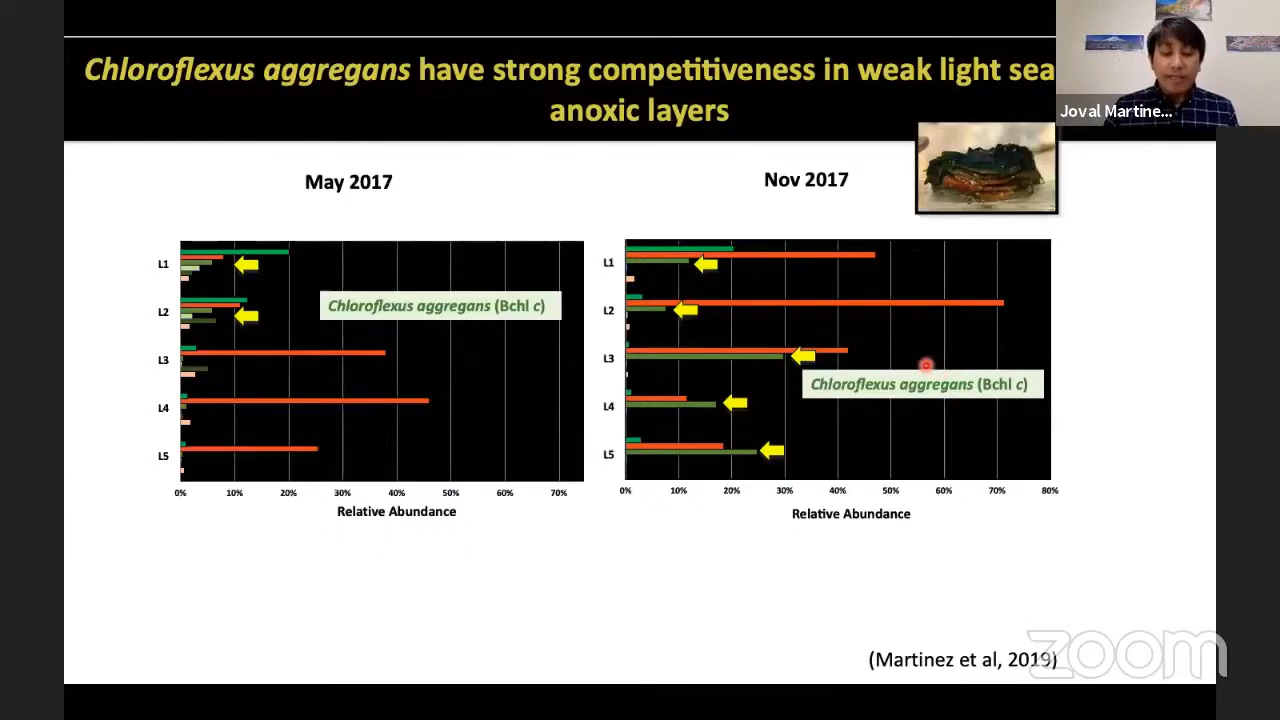 Chloroflexus aggregans have strong competitiveness in weak light sea
anoxic layers
Joval Martine...
May 2017
Nov 2017
L1
L2
L3
L4
L5
Chloroflexus aggregans (Bchl c)
0% 10% 20% 30% 40% 50% 60% 70%
Relative Abundance
L1
L2
L3
L4
L5
Chloroflexus aggregans (Bchl c)
0% 10% 20% 30% 40% 50% 60% 70% 80%
Relative Abundance
(Martinez et al, 2019)
zoom